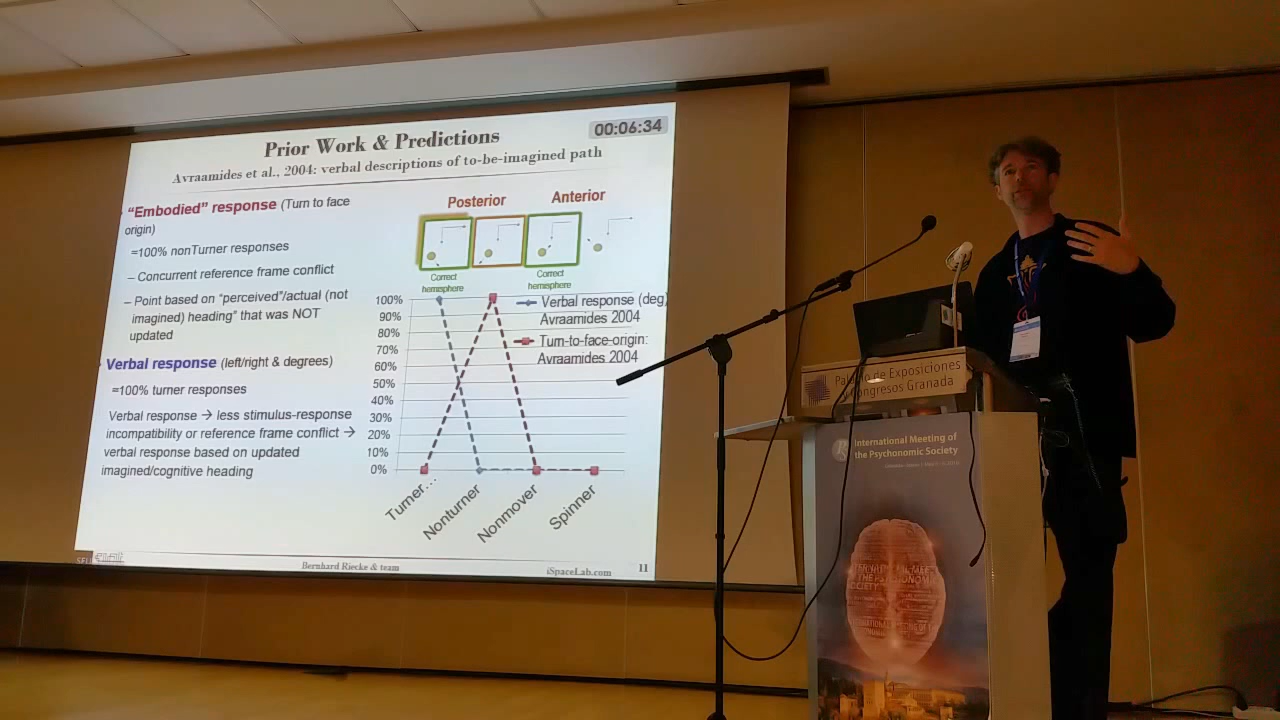 Prior Work & Predictions
00:06:34
Avraamides et al., 2004: verbal descriptions of to-be-imagined path
"Embodied" response (Turn to face
origin)
=100% nonTurner responses
– Concurrent reference frame conflict
– Point based on "perceived"/actual (not
imagined) heading" that was NOT
updated
Verbal response (left/right & degrees)
=100% turner responses
Verbal response → less stimulus-response
incompatibility or reference frame conflict →
verbal response based on updated
imagined/cognitive heading
Posterior
Anterior
Correct
hemisphere
Correct
hemisphere
100%
90%
80%
70%
60%
50%
40%
30%
20%
10%
0%
Verbal response (deg)
Avraamides 2004
Turn-to-face-origin:
Avraamides 2004
Turner...
Nonturner
Nonmover
Spinner
Bernhard Riecke & team
iSpaceLab.com
11
Palacio de Exposiciones
y Congresos Granada
International Meeting of
the Psychonomic Society